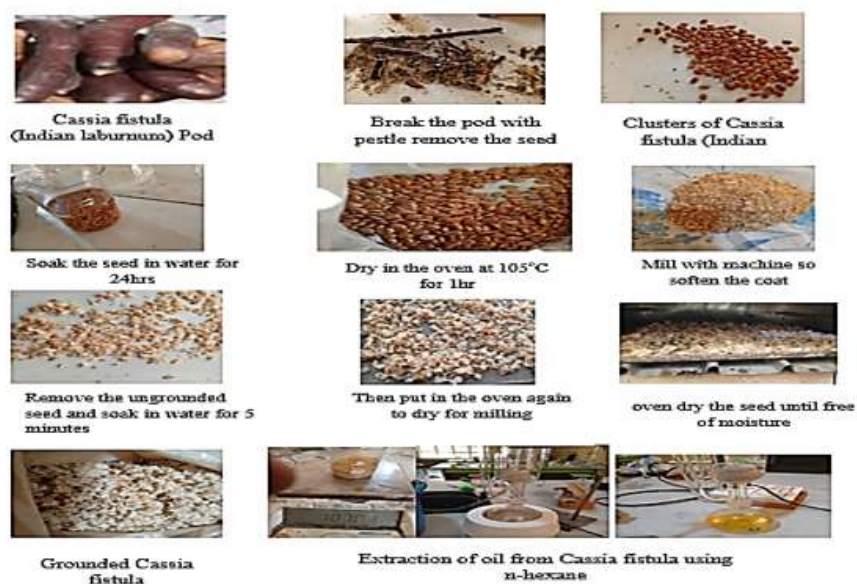 Cassia fistula
(Indian laburnum) Pod
Break the pod with
pestle remove the seed
Clusters of Cassia
fistula (Indian
Soak the seed in water for
24hrs
Dry in the oven at 105°C
for 1hr
Mill with machine so
soften the coat
Remove the ungrounded
seed and soak in water for 5
minutes
Then put in the oven again
to dry for milling
oven dry the seed until free
of moisture
Grounded Cassia
fistula
Extraction of oil from Cassia fistula using
n-hexane